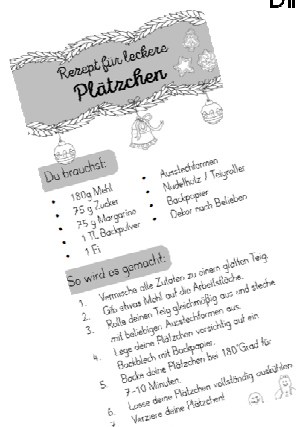 Rezept für leckere
Plätzchen
Du brauchst:
180g Mehl
75 g Zucker
75 g Margarine
1 TL Backpulver
1 Ei
Ausstechformen
Nudelholz / Teigroller
Backpapier
Dekor nach Belieben
So wird es gemacht:
1. Vermische alle Zutaten zu einem glatten Teig.
2. Gib etwas Mehl auf die Arbeitsfläche.
3. Rolle deinen Teig gleichmäßig aus und steche
mit beliebigen Ausstechformen aus.
4. Lege deine Plätzchen vorsichtig auf ein
Backblech mit Backpapier.
5. Backe deine Plätzchen bei 180°Grad für
7-10 Minuten.
6. Lasse deine Plätzchen vollständig auskühlen
7. Verziere deine Plätzchen!